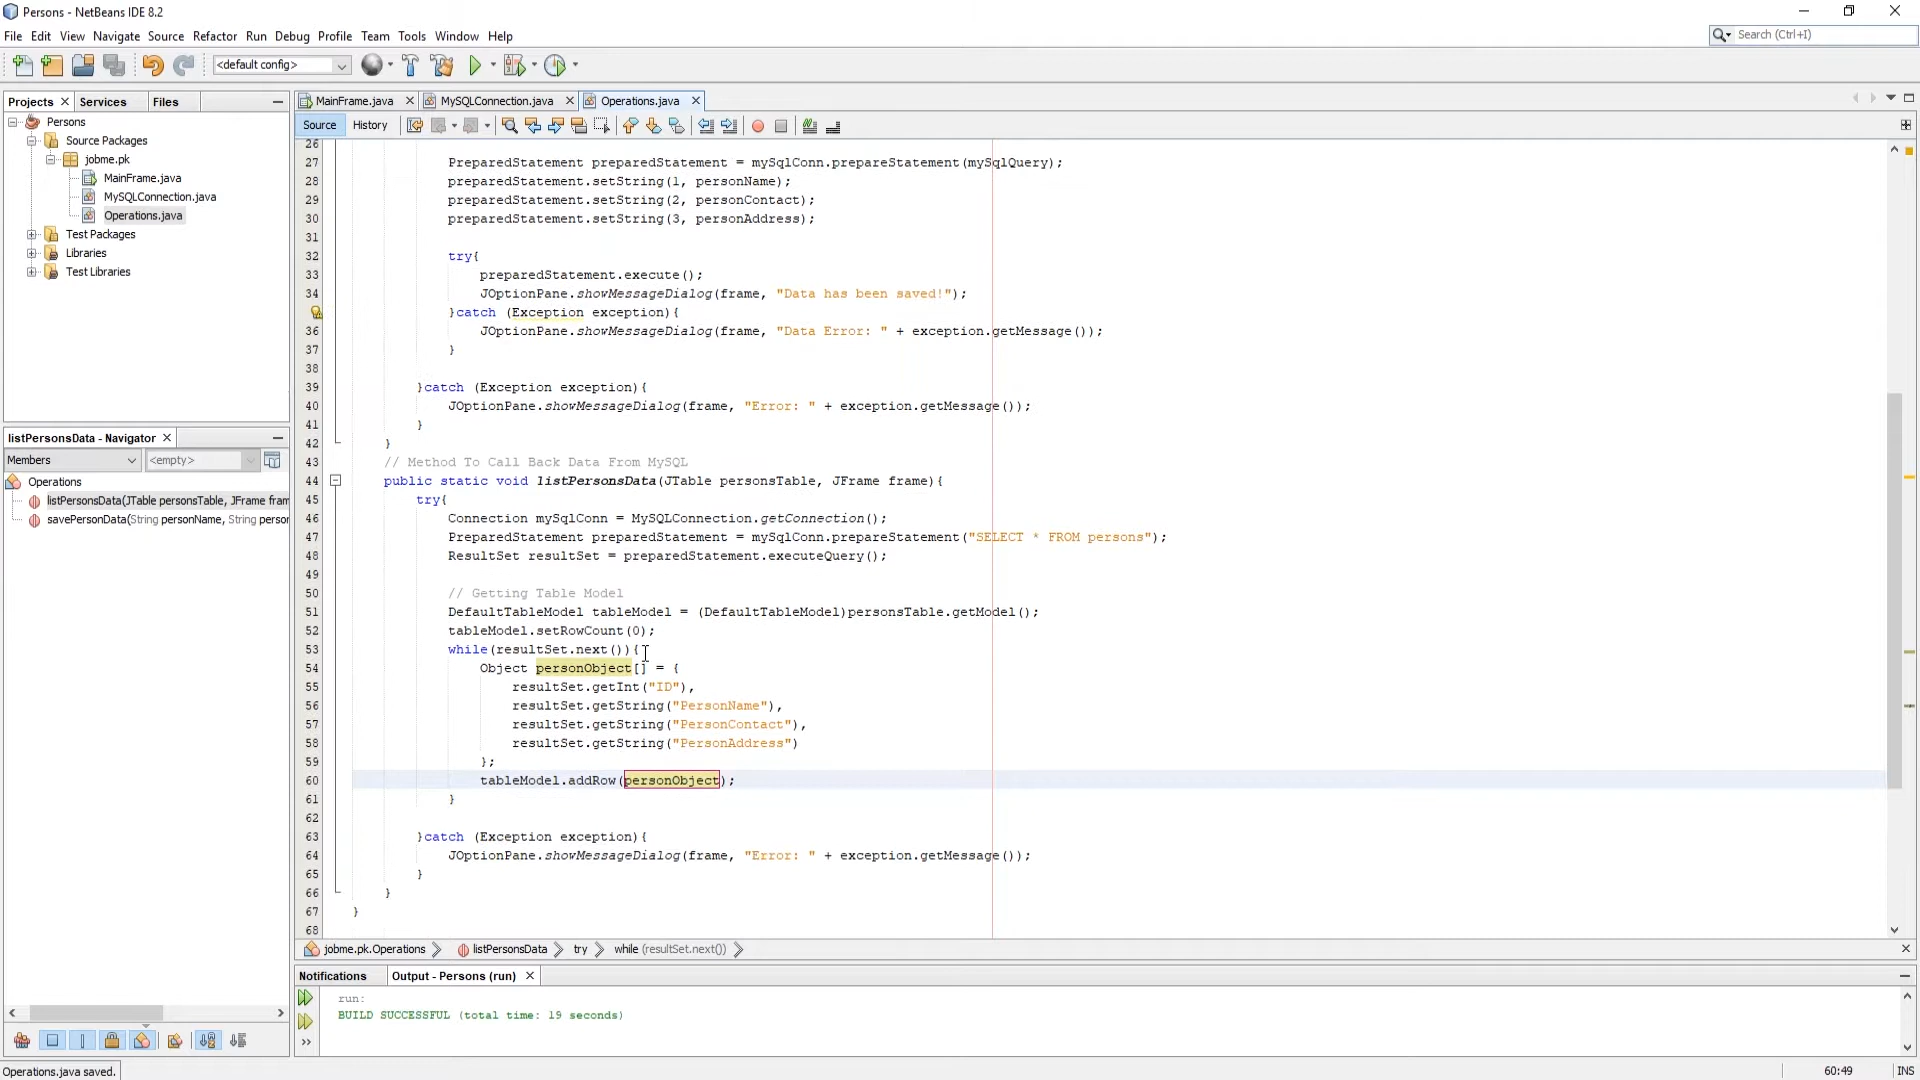 Persons - NetBeans IDE 8.2
File Edit View Navigate Source Refactor Run Debug Profile Team Tools Window Help
Search (Ctrl+I)
<default config>
Projects Services Files
MainFrame.java MySQLConnection.java Operations.java
Source History
Persons
Source Packages
jobme.pk
MainFrame.java
MySQLConnection.java
Operations.java
Test Packages
Libraries
Test Libraries
listPersonsData - Navigator
Members <empty>
Operations
listPersonsData(JTable personsTable, JFrame fram
savePersonData(String personName, String person
26
27 PreparedStatement preparedStatement = mySqlConn.prepareStatement(mySqlQuery);
28 preparedStatement.setString(1, personName);
29 preparedStatement.setString(2, personContact);
30 preparedStatement.setString(3, personAddress);
31
32 try{
33 preparedStatement.execute();
34 JOptionPane.showMessageDialog(frame, "Data has been saved!");
}catch (Exception exception){
36 JOptionPane.showMessageDialog(frame, "Data Error: " + exception.getMessage());
37 }
38
39 }catch (Exception exception){
40 JOptionPane.showMessageDialog(frame, "Error: " + exception.getMessage());
41 }
42 }
43 // Method To Call Back Data From MySQL
44 public static void listPersonsData(JTable personsTable, JFrame frame){
45 try{
46 Connection mySqlConn = MySQLConnection.getConnection();
47 PreparedStatement preparedStatement = mySqlConn.prepareStatement("SELECT * FROM persons");
48 ResultSet resultSet = preparedStatement.executeQuery();
49
50 // Getting Table Model
51 DefaultTableModel tableModel = (DefaultTableModel)personsTable.getModel();
52 tableModel.setRowCount(0);
53 while(resultSet.next()){
54 Object personObject[] = {
55 resultSet.getInt("ID"),
56 resultSet.getString("PersonName"),
57 resultSet.getString("PersonContact"),
58 resultSet.getString("PersonAddress")
59 };
60 tableModel.addRow(personObject);
61 }
62
63 }catch (Exception exception){
64 JOptionPane.showMessageDialog(frame, "Error: " + exception.getMessage());
65 }
66 }
67 }
68
jobme.pk.Operations listPersonsData try while (resultSet.next())
Notifications Output - Persons (run)
run:
BUILD SUCCESSFUL (total time: 19 seconds)
Operations.java saved.
60:49 INS